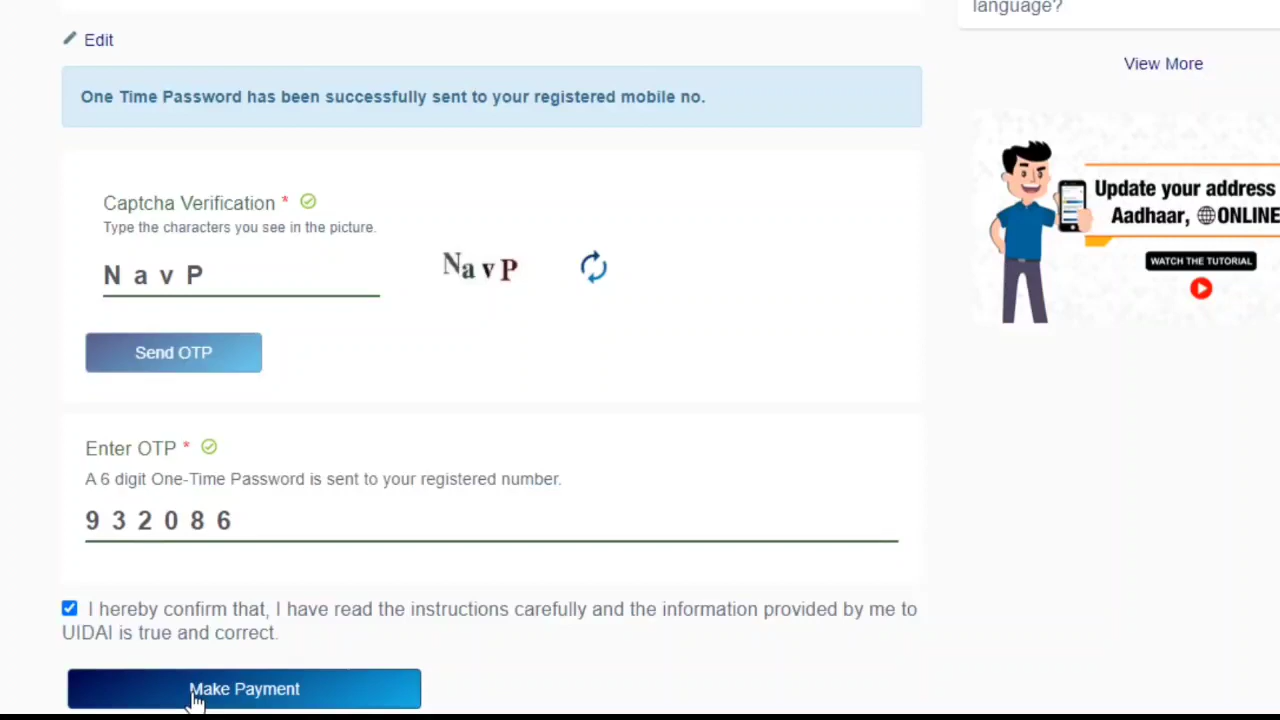 language?
Edit
View More
One Time Password has been successfully sent to your registered mobile no.
Captcha Verification *
Type the characters you see in the picture.
N a v P
NavP
Send OTP
Update your address
Aadhaar, ONLINE
WATCH THE TUTORIAL
Enter OTP *
A 6 digit One-Time Password is sent to your registered number.
9 3 2 0 8 6
I hereby confirm that, I have read the instructions carefully and the information provided by me to
UIDAI is true and correct.
Make Payment